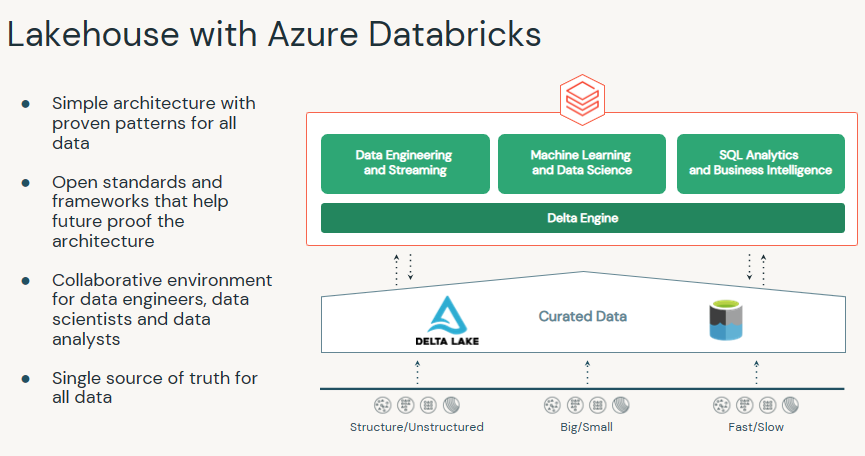 Lakehouse with Azure Databricks
● Simple architecture with
proven patterns for all
data
● Open standards and
frameworks that help
future proof the
architecture
● Collaborative environment
for data engineers, data
scientists and data
analysts
● Single source of truth for
all data
Data Engineering
and Streaming
Machine Learning
and Data Science
SQL Analytics
and Business Intelligence
Delta Engine
DELTA LAKE
Curated Data
Structure/Unstructured
Big/Small
Fast/Slow